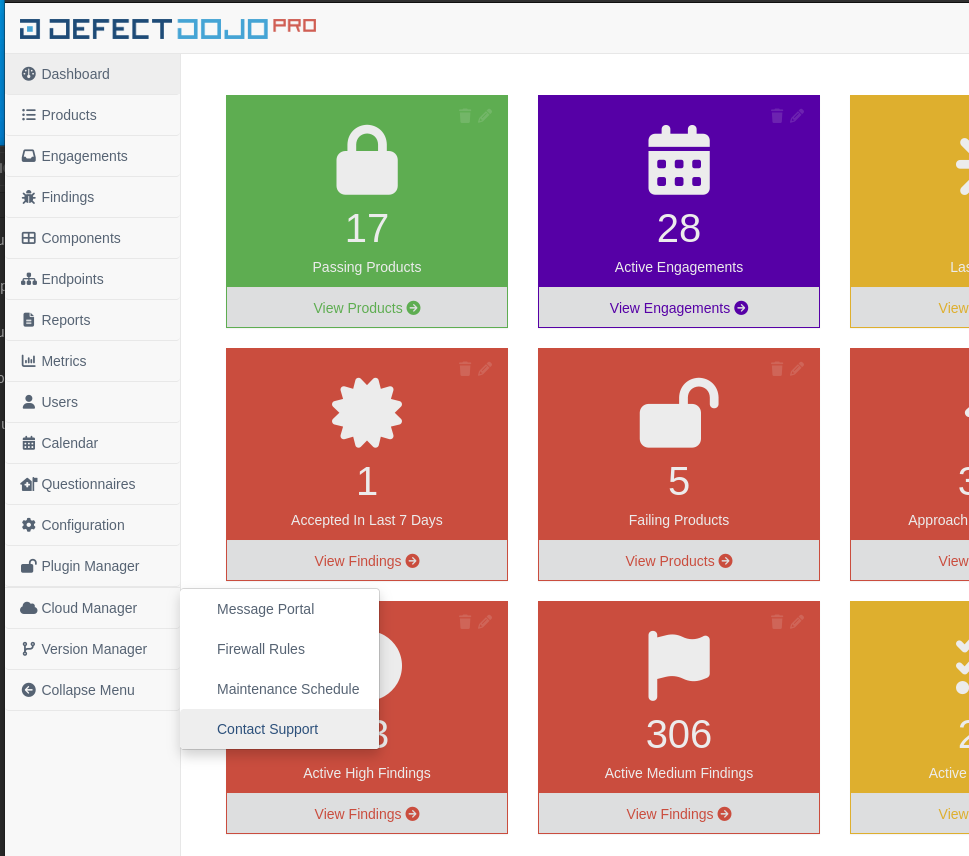 DEFECTDOJO PRO
Dashboard
Products
Engagements
Findings
Components
Endpoints
Reports
Metrics
Users
Calendar
Questionnaires
Configuration
Plugin Manager
Cloud Manager
Version Manager
Collapse Menu
Message Portal
Firewall Rules
Maintenance Schedule
Contact Support
17
Passing Products
View Products
28
Active Engagements
View Engagements
Las
View
1
Accepted In Last 7 Days
View Findings
5
Failing Products
View Products
3
Approach
View
3
Active High Findings
View Findings
306
Active Medium Findings
View Findings
2
Active
View